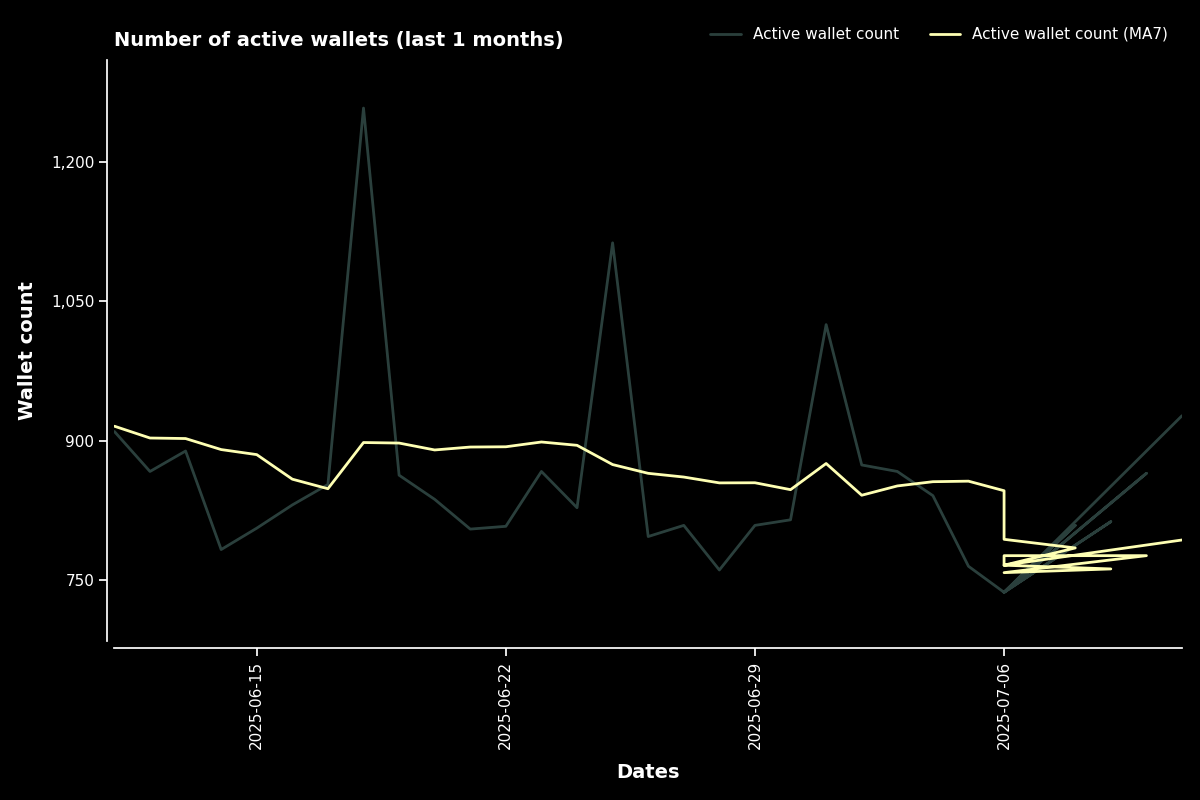 Number of active wallets (last 1 months)
Active wallet count
Active wallet count (MA7)
Wallet count
1,200
1,050
900
750
2025-06-15
2025-06-22
2025-06-29
2025-07-06
Dates